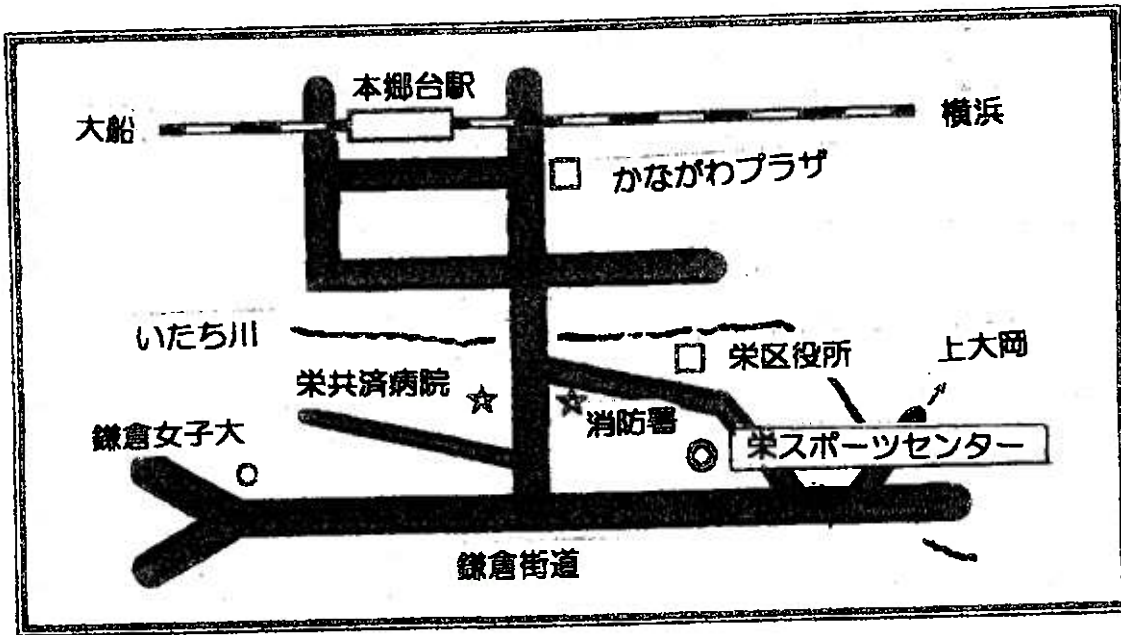 本郷台駅
大船
横浜
かながわプラザ
いたち川
栄区役所
上大岡
栄共済病院
消防署
鎌倉女子大
栄スポーツセンター
鎌倉街道